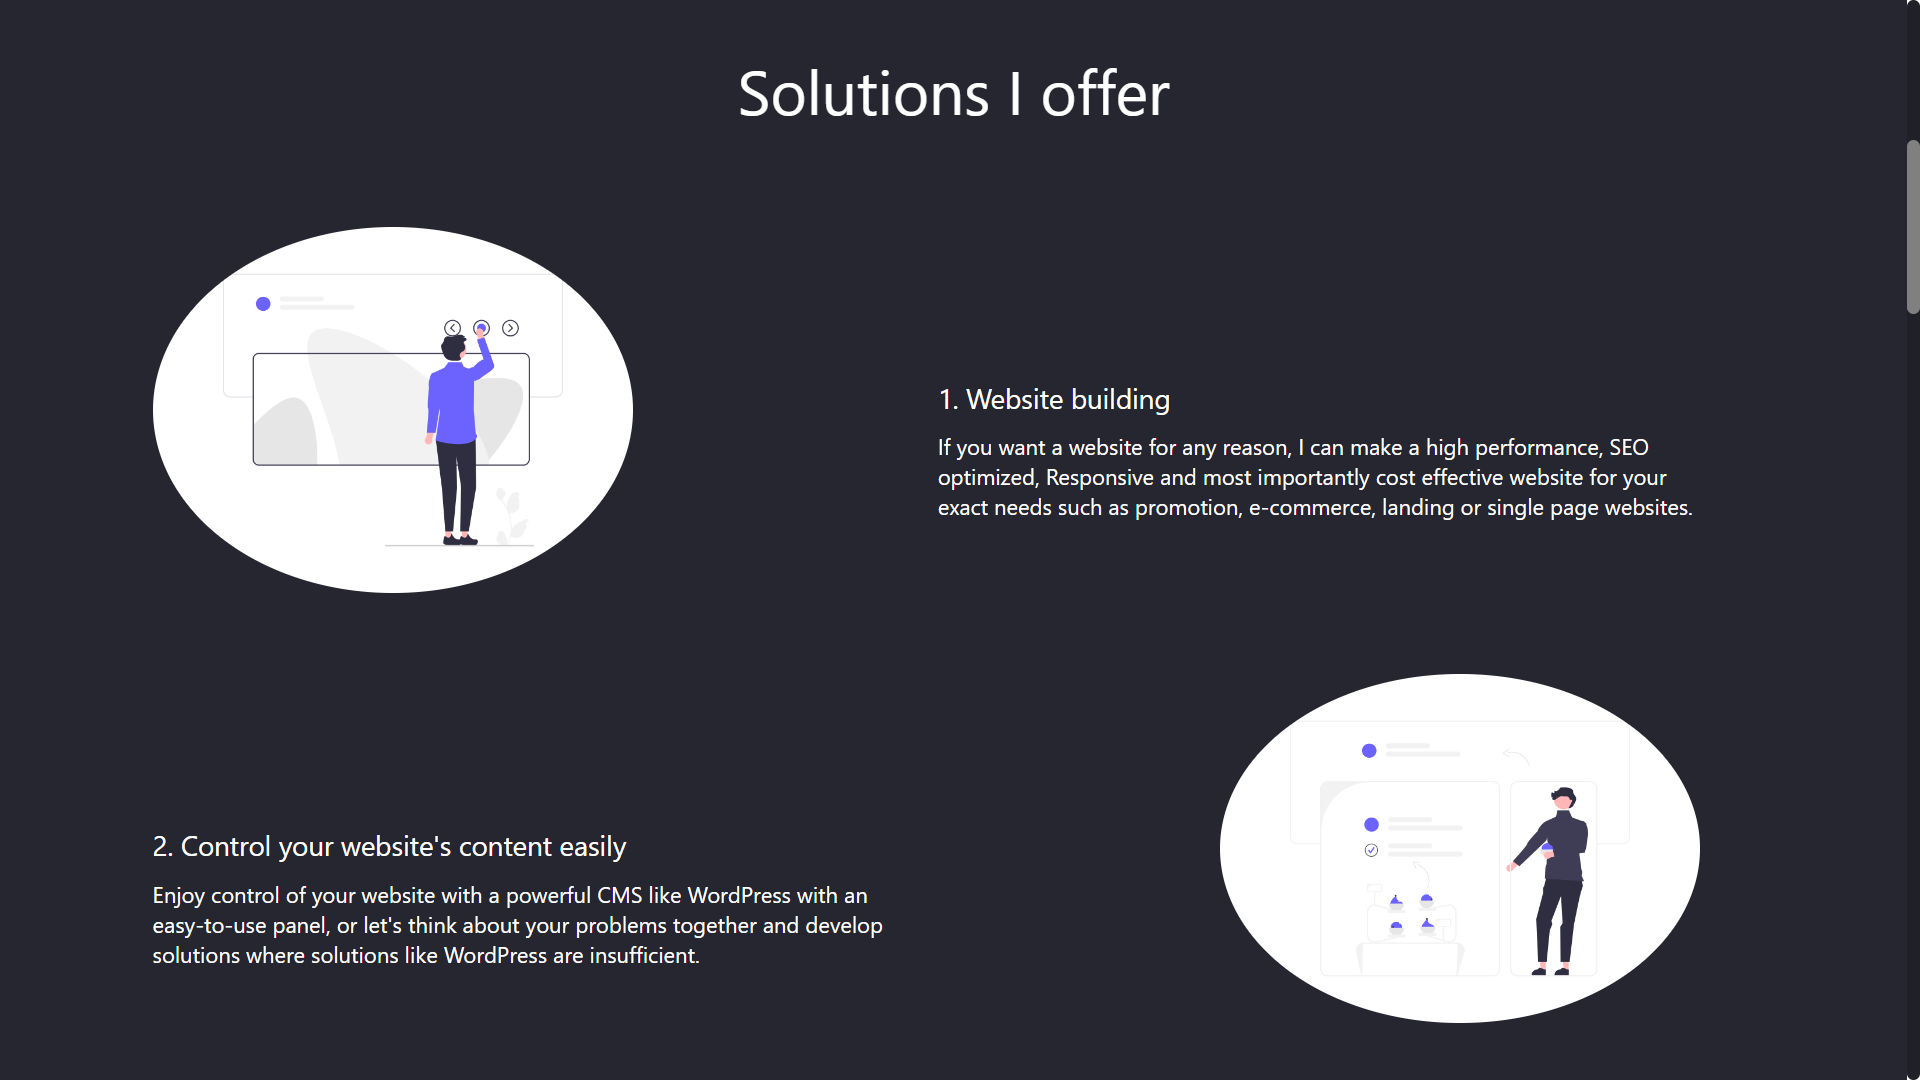 Solutions I offer
1. Website building
If you want a website for any reason, I can make a high performance, SEO
optimized, Responsive and most importantly cost effective website for your
exact needs such as promotion, e-commerce, landing or single page websites.
2. Control your website's content easily
Enjoy control of your website with a powerful CMS like WordPress with an
easy-to-use panel, or let's think about your problems together and develop
solutions where solutions like WordPress are insufficient.